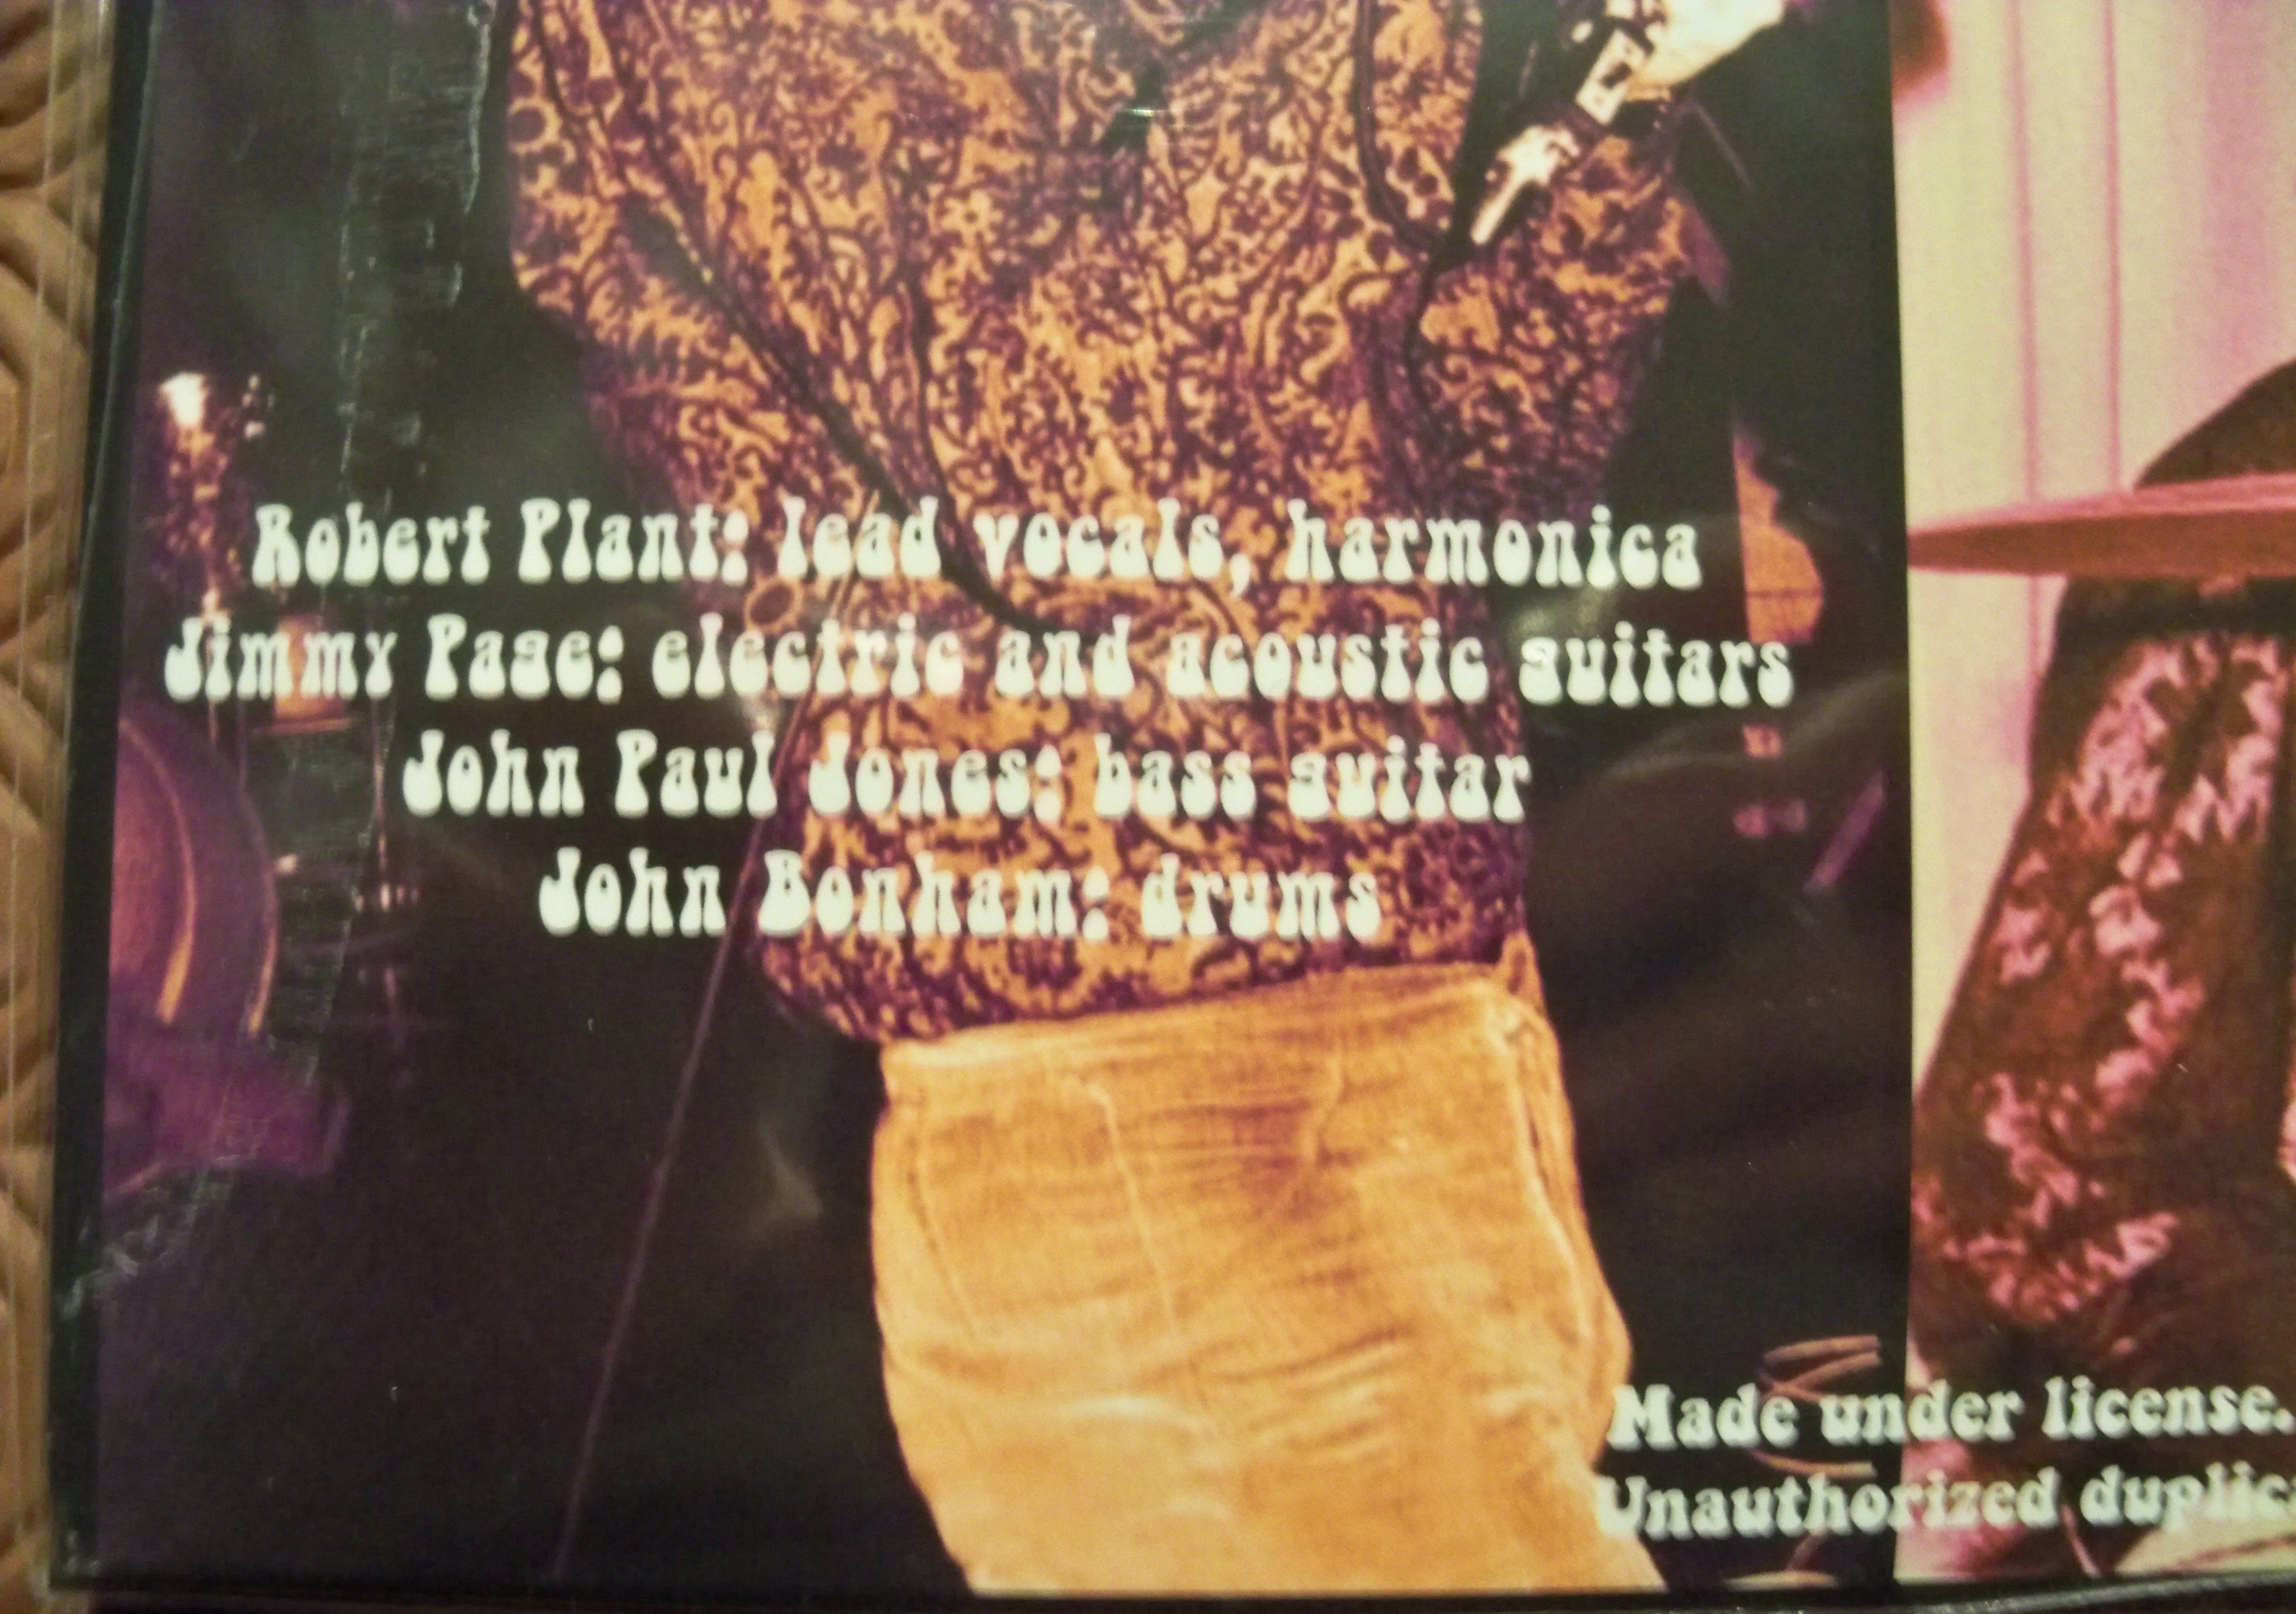 Robert Plant: lead vocals, harmonica
Jimmy Page: electric and acoustic guitars
John Paul Jones: bass guitar
John Bonham: drums
Made under license.
Unauthorized